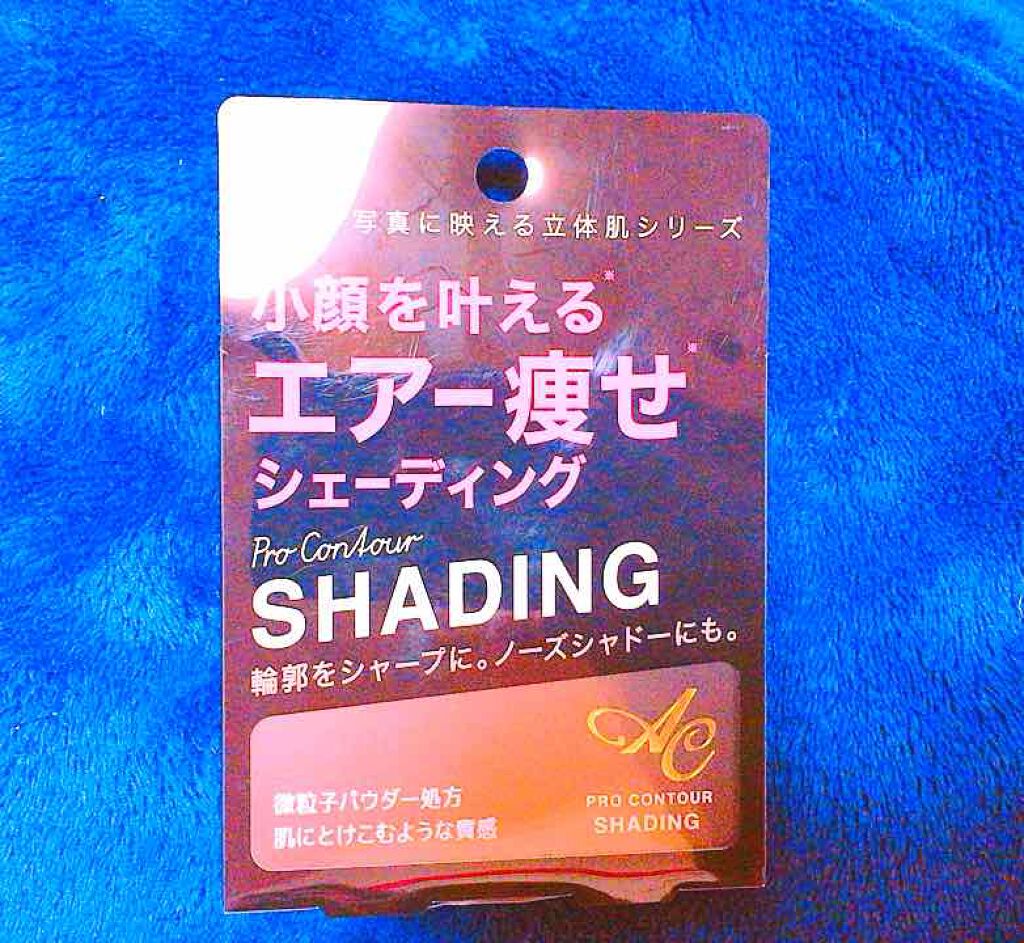 写真に映える立体肌シリーズ
小顔を叶える※
エアー痩せ※
シェーディング
Pro Contour
SHADING
輪郭をシャープに。ノーズシャドーにも。
AC
微粒子パウダー処方
肌にとけこむような質感
PRO CONTOUR
SHADING